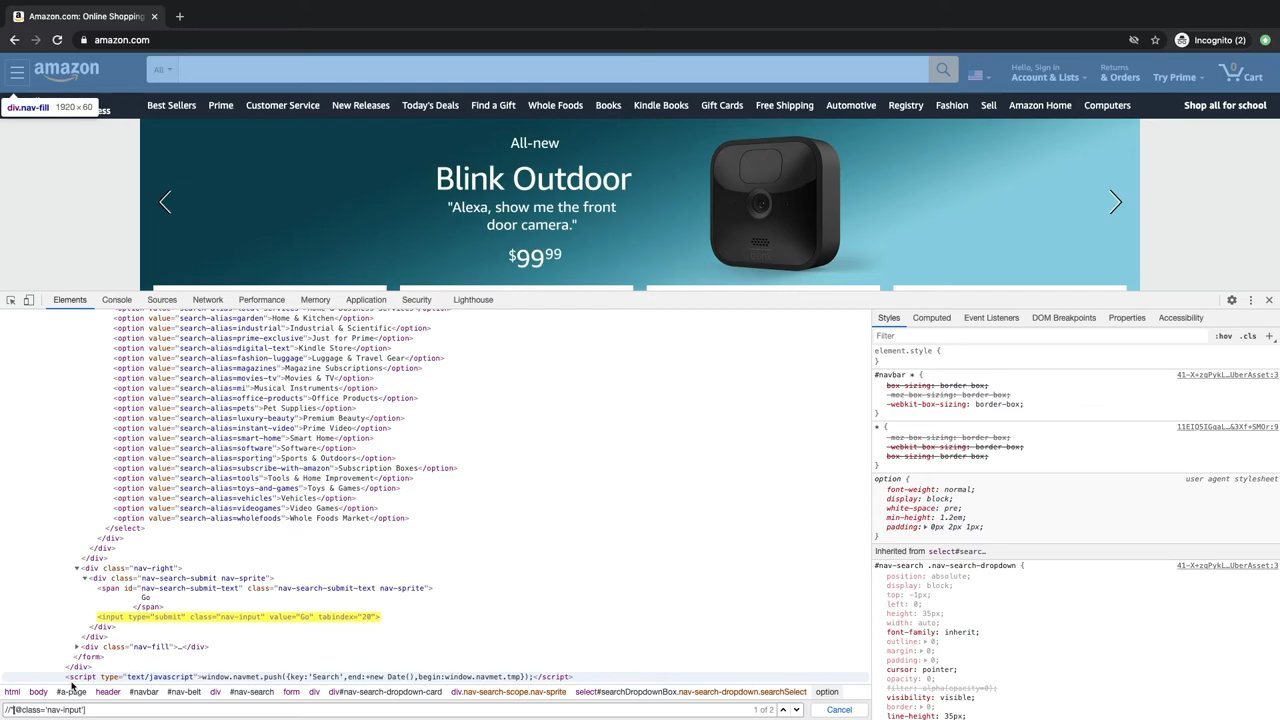 Amazon.com: Online Shopping
amazon.com
Incognito (2)
amazon
All
Hello, Sign in
Account & Lists
Returns
& Orders
Try Prime
0
Cart
div.nav-fill 1920 × 60
ess
Best Sellers Prime Customer Service New Releases Today's Deals Find a Gift Whole Foods Books Kindle Books Gift Cards Free Shipping Automotive Registry Fashion Sell Amazon Home Computers Shop all for school
All-new
Blink Outdoor
"Alexa, show me the front
door camera."
$99 99
Elements Console Sources Network Performance Memory Application Security Lighthouse
<option value="search-alias=garden">Home & Kitchen</option>
<option value="search-alias=industrial">Industrial & Scientific</option>
<option value="search-alias=prime-exclusive">Just for Prime</option>
<option value="search-alias=digital-text">Kindle Store</option>
<option value="search-alias=fashion-luggage">Luggage & Travel Gear</option>
<option value="search-alias=magazines">Magazine Subscriptions</option>
<option value="search-alias=movies-tv">Movies & TV</option>
<option value="search-alias=mi">Musical Instruments</option>
<option value="search-alias=office-products">Office Products</option>
<option value="search-alias=pets">Pet Supplies</option>
<option value="search-alias=luxury-beauty">Premium Beauty</option>
<option value="search-alias=instant-video">Prime Video</option>
<option value="search-alias=smart-home">Smart Home</option>
<option value="search-alias=software">Software</option>
<option value="search-alias=sporting">Sports & Outdoors</option>
<option value="search-alias=subscribe-with-amazon">Subscription Boxes</option>
<option value="search-alias=tools">Tools & Home Improvement</option>
<option value="search-alias=toys-and-games">Toys & Games</option>
<option value="search-alias=vehicles">Vehicles</option>
<option value="search-alias=videogames">Video Games</option>
<option value="search-alias=wholefoods">Whole Foods Market</option>
</select>
</div>
</div>
</div>
<div class="nav-right">
<div class="nav-search-submit nav-sprite">
<span id="nav-search-submit-text" class="nav-search-submit-text nav-sprite">
Go
</span>
<input type="submit" class="nav-input" value="Go" tabindex="20">
</div>
</div>
<div class="nav-fill">…</div>
</form>
</div>
<script type="text/javascript">window.navmet.push({key:'Search',end:+new Date(),begin:window.navmet.tmp});</script>
html body #a-page header #navbar #nav-belt div #nav-search form div div#nav-search-dropdown-card div.nav-search-scope.nav-sprite select#searchDropdownBox.nav-search-dropdown.searchSelect option
//*[@class='nav-input']
1 of 2
Cancel
Styles Computed Event Listeners DOM Breakpoints Properties Accessibility
Filter
:hov .cls
element.style {
}
#navbar * { 41-X+zqPykL…UberAsset:3
box-sizing: border-box;
-moz-box-sizing: border-box;
-webkit-box-sizing: border-box;
}
* { 11EIQ5IGqaL…&3Xf+SMOr:9
-moz-box-sizing: border-box;
-webkit-box-sizing: border-box;
box-sizing: border-box;
}
option { user agent stylesheet
font-weight: normal;
display: block;
white-space: pre;
min-height: 1.2em;
padding: 0px 2px 1px;
}
Inherited from select#searc…
#nav-search .nav-search-dropdown { 41-X+zqPykL…UberAsset:3
position: absolute;
display: block;
top: -1px;
left: 0;
height: 35px;
width: auto;
font-family: inherit;
outline: 0;
margin: 0;
padding: 0;
cursor: pointer;
opacity: 0;
filter: alpha(opacity=0);
visibility: visible;
line-height: 35px;